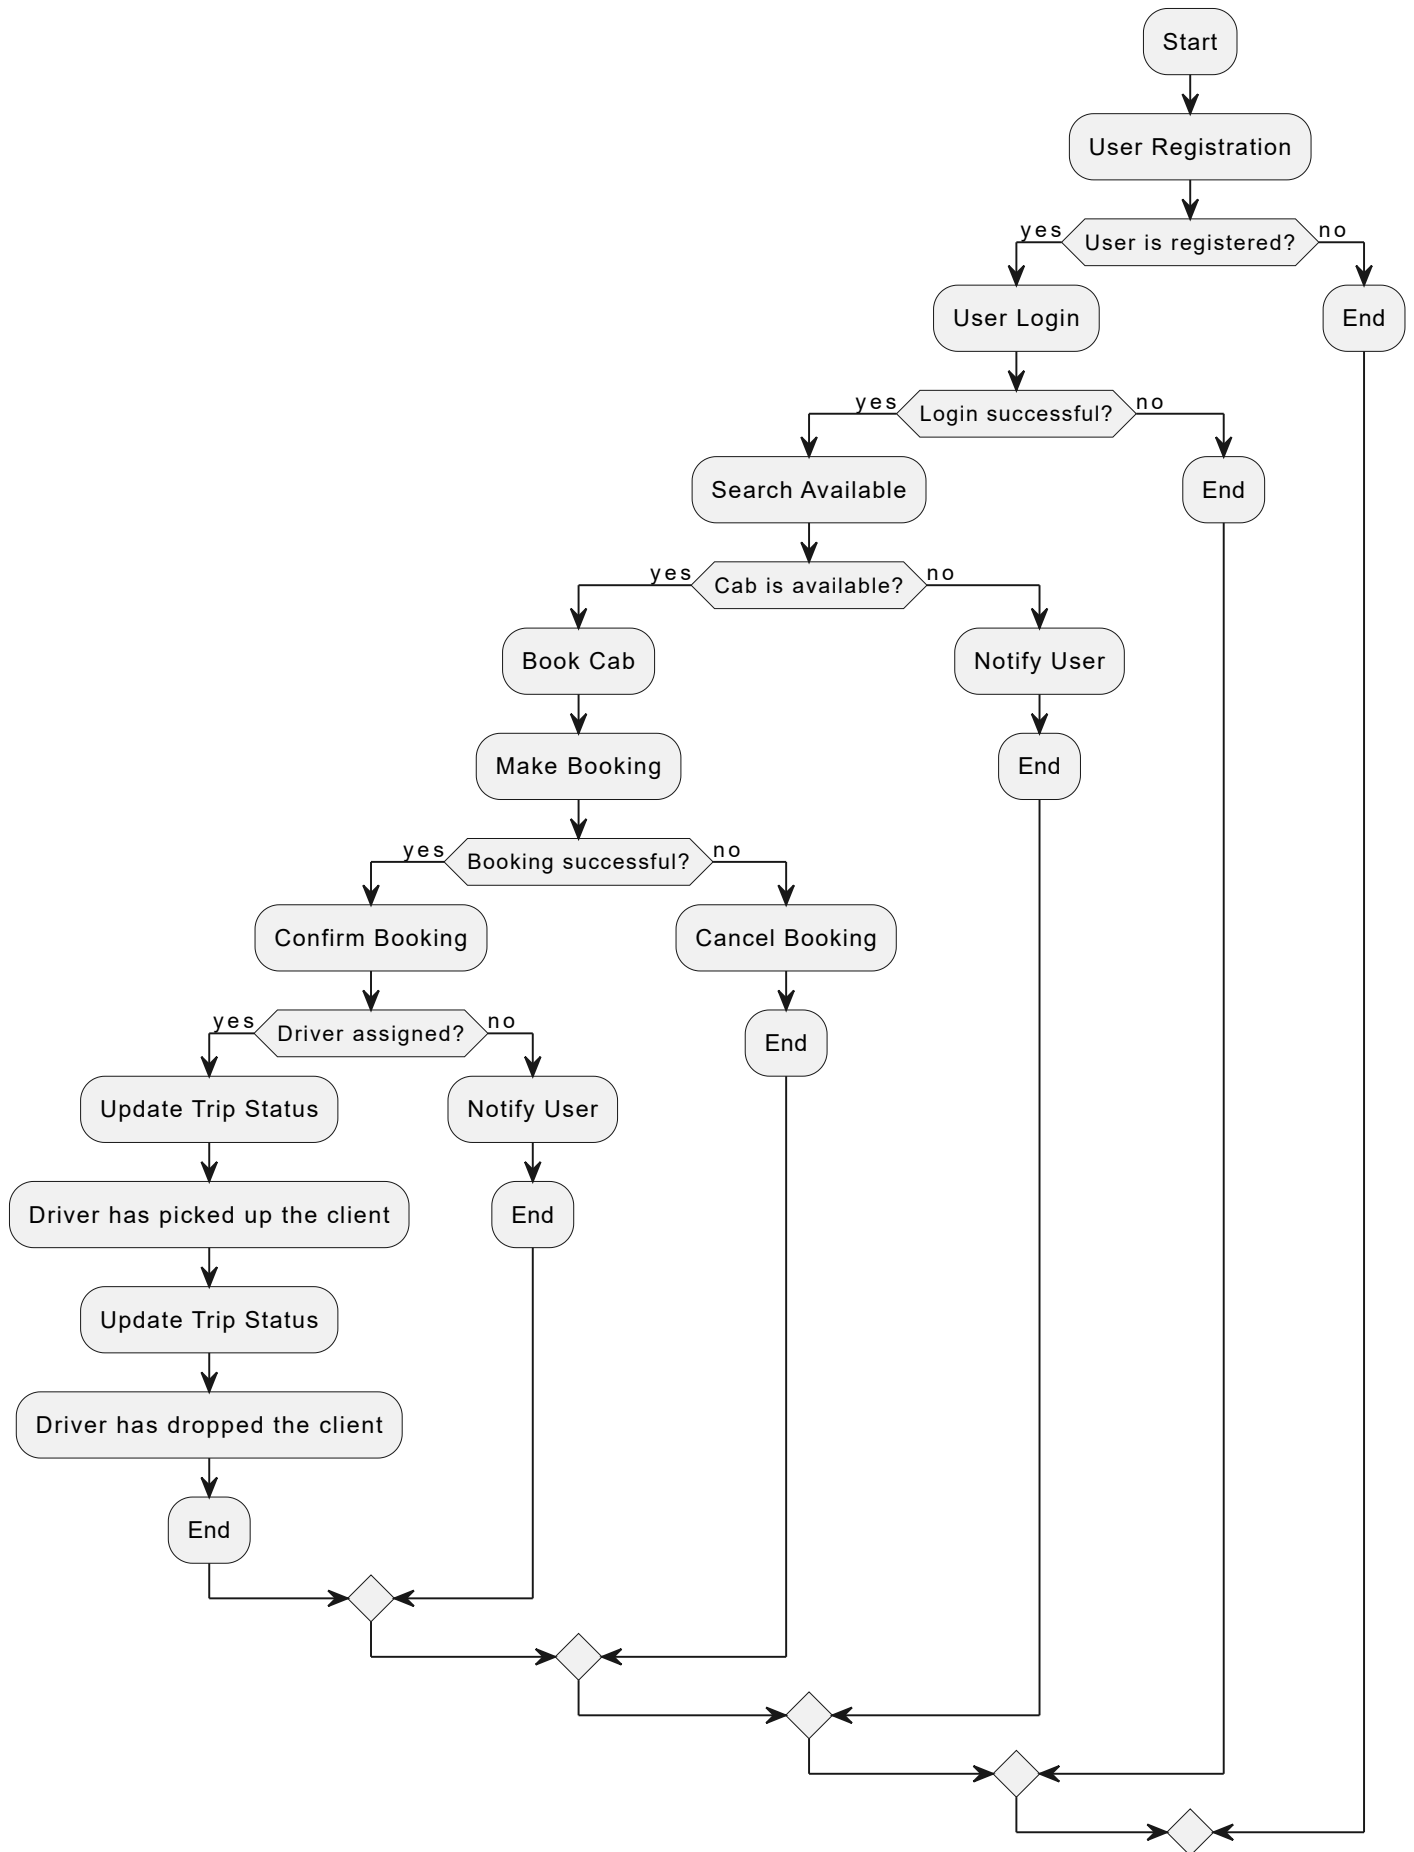 Start
User Registration
yes
User is registered?
no
User Login
End
yes
Login successful?
no
Search Available
End
yes
Cab is available?
no
Book Cab
Notify User
Make Booking
End
yes
Booking successful?
no
Confirm Booking
Cancel Booking
yes
Driver assigned?
no
End
Update Trip Status
Notify User
Driver has picked up the client
End
Update Trip Status
Driver has dropped the client
End